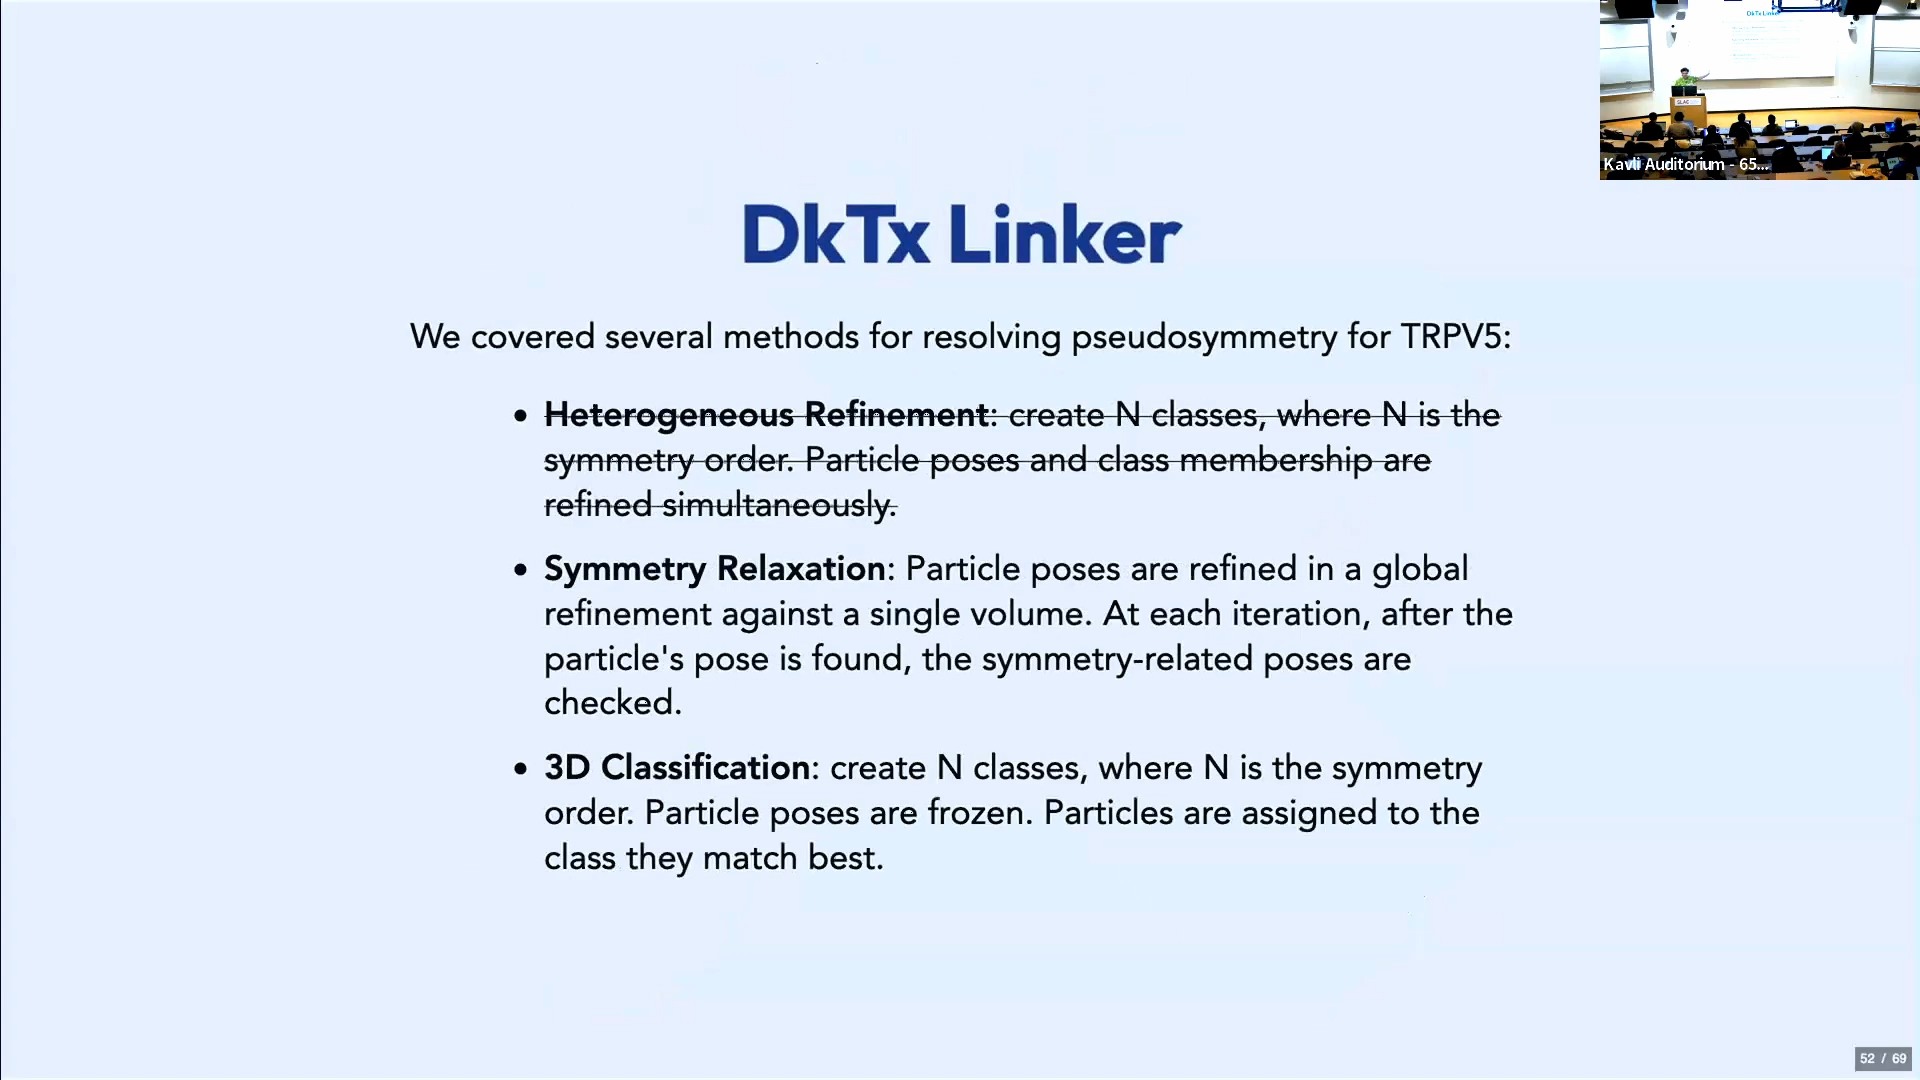 DkTx Linker
Kavli Auditorium - 65...
SLAC
DkTx Linker
We covered several methods for resolving pseudosymmetry for TRPV5:
• Heterogeneous Refinement: create N classes, where N is the
symmetry order. Particle poses and class membership are
refined simultaneously.
• Symmetry Relaxation: Particle poses are refined in a global
refinement against a single volume. At each iteration, after the
particle's pose is found, the symmetry-related poses are
checked.
• 3D Classification: create N classes, where N is the symmetry
order. Particle poses are frozen. Particles are assigned to the
class they match best.
52 / 69